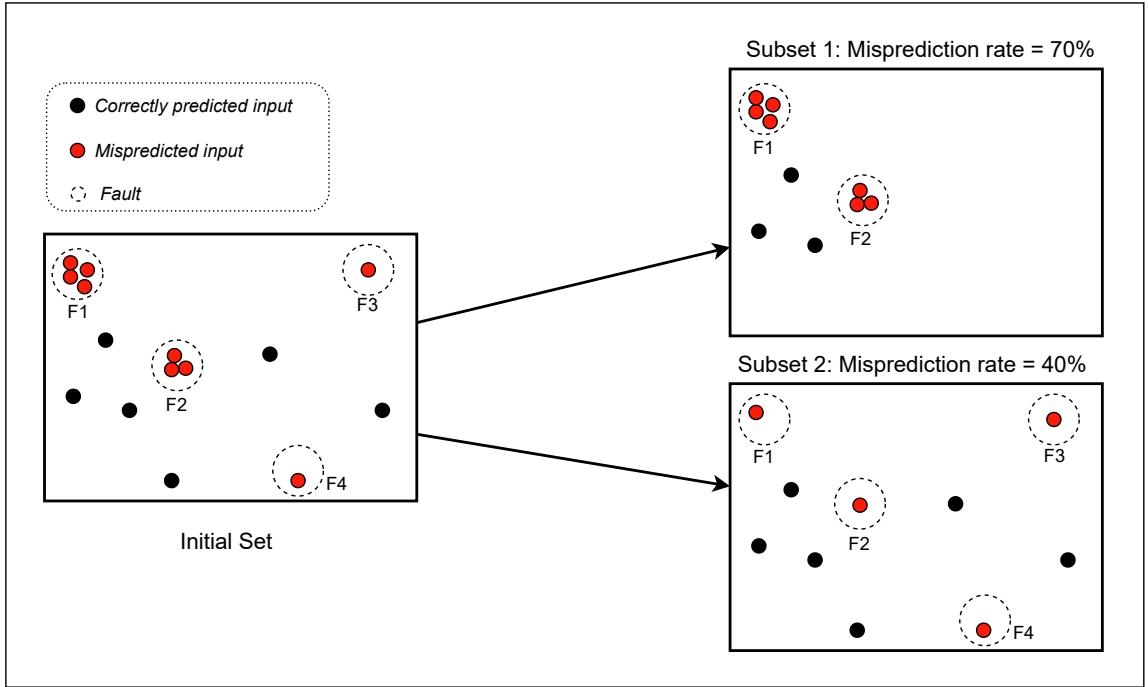 Subset 1: Misprediction rate = 70%
Correctly predicted input
Mispredicted input
Fault
F1
F2
F1
F3
F2
F4
Initial Set
Subset 2: Misprediction rate = 40%
F1
F3
F2
F4